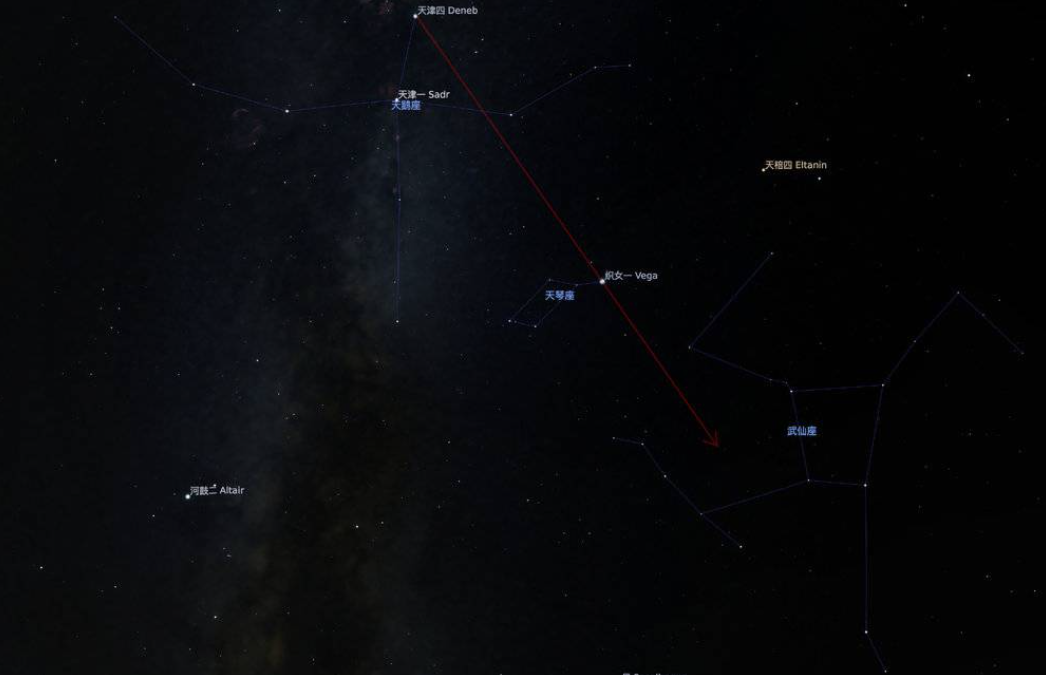 天津四 Deneb
天津一 Sadr
天鹅座
天棓四 Eltanin
织女一 Vega
天琴座
武仙座
河鼓二 Altair